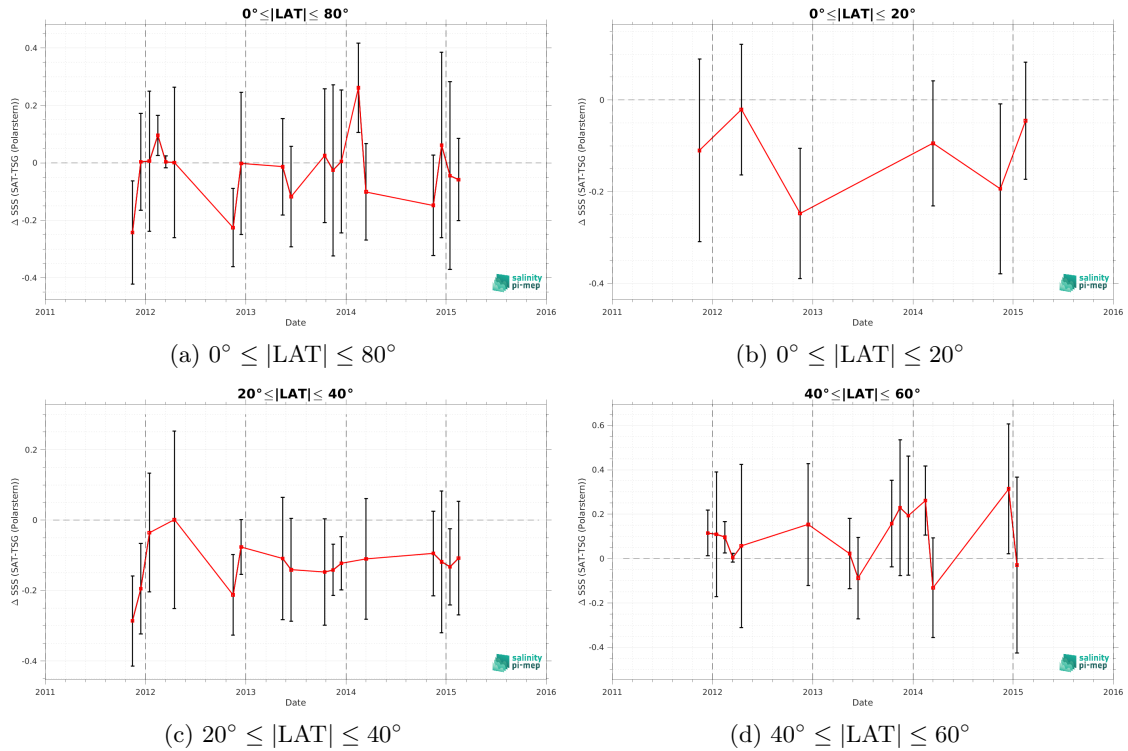 0°≤|LAT|≤ 80°
Δ SSS (SAT-TSG (Polarstern))
0.4
0.2
0
-0.2
-0.4
2011 2012 2013 2014 2015 2016
Date
salinity
pi-mep
(a) 0° ≤ |LAT| ≤ 80°
0°≤|LAT|≤ 20°
Δ SSS (SAT-TSG (Polarstern))
0
-0.2
-0.4
2011 2012 2013 2014 2015 2016
Date
salinity
pi-mep
(b) 0° ≤ |LAT| ≤ 20°
20°≤|LAT|≤ 40°
Δ SSS (SAT-TSG (Polarstern))
0.2
0
-0.2
-0.4
2011 2012 2013 2014 2015 2016
Date
salinity
pi-mep
(c) 20° ≤ |LAT| ≤ 40°
40°≤|LAT|≤ 60°
Δ SSS (SAT-TSG (Polarstern))
0.6
0.4
0.2
0
-0.2
-0.4
2011 2012 2013 2014 2015 2016
Date
salinity
pi-mep
(d) 40° ≤ |LAT| ≤ 60°